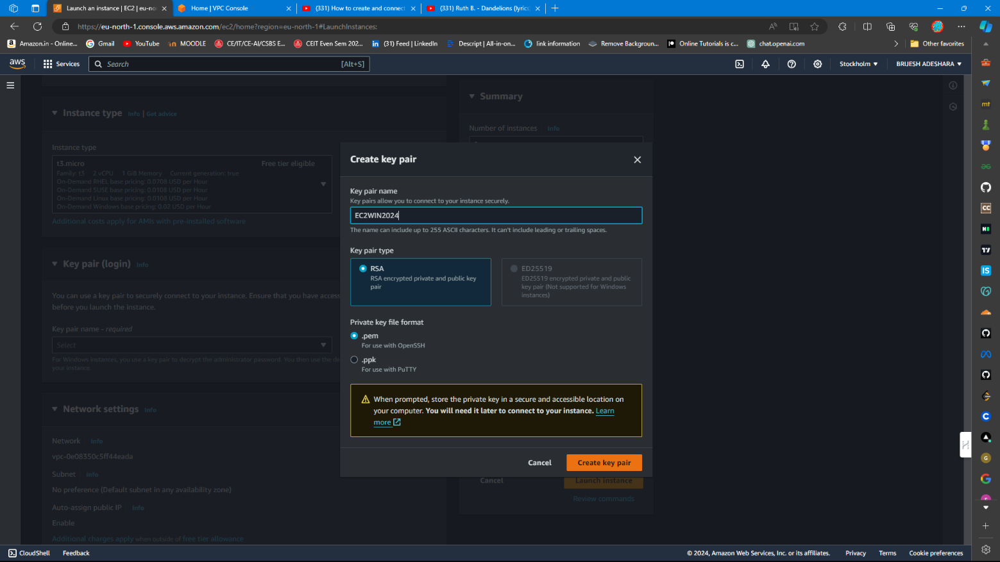 Launch an instance | EC2 | eu-no
Home | VPC Console
(331) How to create and connect
(331) Ruth B. - Dandelions (lyrics
https://eu-north-1.console.aws.amazon.com/ec2/home?region=eu-north-1#LaunchInstances:
Amazon.in - Online...
Gmail
YouTube
MOODLE
CE/IT/CE-AI/CSBS E...
CEIT Even Sem 202...
(31) Feed | LinkedIn
Descript | All-in-on...
link information
Remove Backgroun...
Online Tutorials is c...
chat.openai.com
Other favorites
aws
Services
Search
[Alt+S]
Stockholm
BRIJESH ADESHARA
Instance type Info | Get advice
Instance type
t3.micro
Free tier eligible
Family: t3 2 vCPU 1 GiB Memory Current generation: true
On-Demand RHEL base pricing: 0.0708 USD per Hour
On-Demand SUSE base pricing: 0.0108 USD per Hour
On-Demand Linux base pricing: 0.0108 USD per Hour
On-Demand Windows base pricing: 0.02 USD per Hour
Additional costs apply for AMIs with pre-installed software
Key pair (login) Info
You can use a key pair to securely connect to your instance. Ensure that you have access
before you launch the instance.
Key pair name - required
Select
For Windows instances, you use a key pair to decrypt the administrator password. You then use the de
your instance.
Network settings Info
Network Info
vpc-0e08350c5ff44eada
Subnet Info
No preference (Default subnet in any availability zone)
Auto-assign public IP Info
Enable
Additional charges apply when outside of free tier allowance
Summary
Number of instances Info
Create key pair
Key pair name
Key pairs allow you to connect to your instance securely.
EC2WIN2024
The name can include up to 255 ASCII characters. It can't include leading or trailing spaces.
Key pair type
RSA
RSA encrypted private and public key
pair
ED25519
ED25519 encrypted private and public
key pair (Not supported for Windows
instances)
Private key file format
.pem
For use with OpenSSH
.ppk
For use with PuTTY
When prompted, store the private key in a secure and accessible location on
your computer. You will need it later to connect to your instance. Learn
more
Cancel
Create key pair
Cancel
Launch instance
Review commands
CloudShell
Feedback
© 2024, Amazon Web Services, Inc. or its affiliates.
Privacy
Terms
Cookie preferences